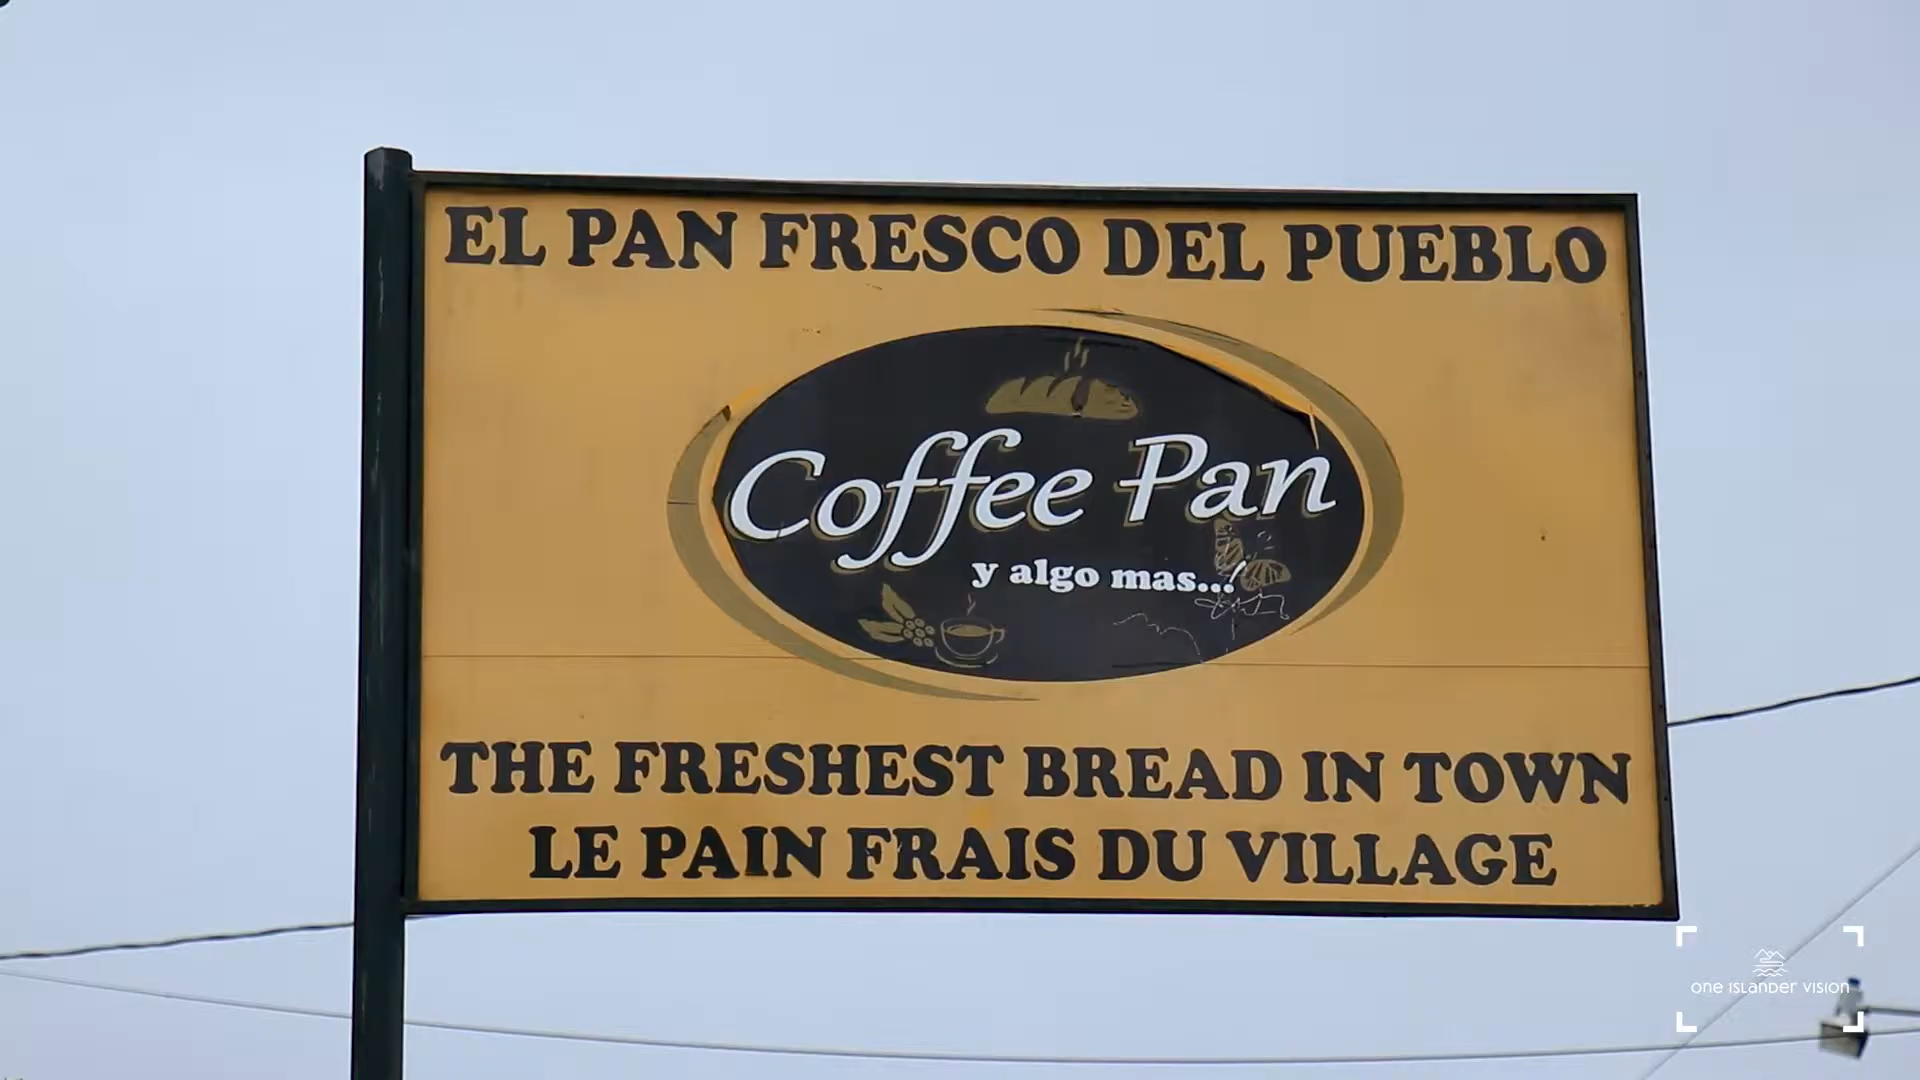 EL PAN FRESCO DEL PUEBLO
Coffee Pan
y algo mas...!
THE FRESHEST BREAD IN TOWN
LE PAIN FRAIS DU VILLAGE
ONE ISLANDER VISION